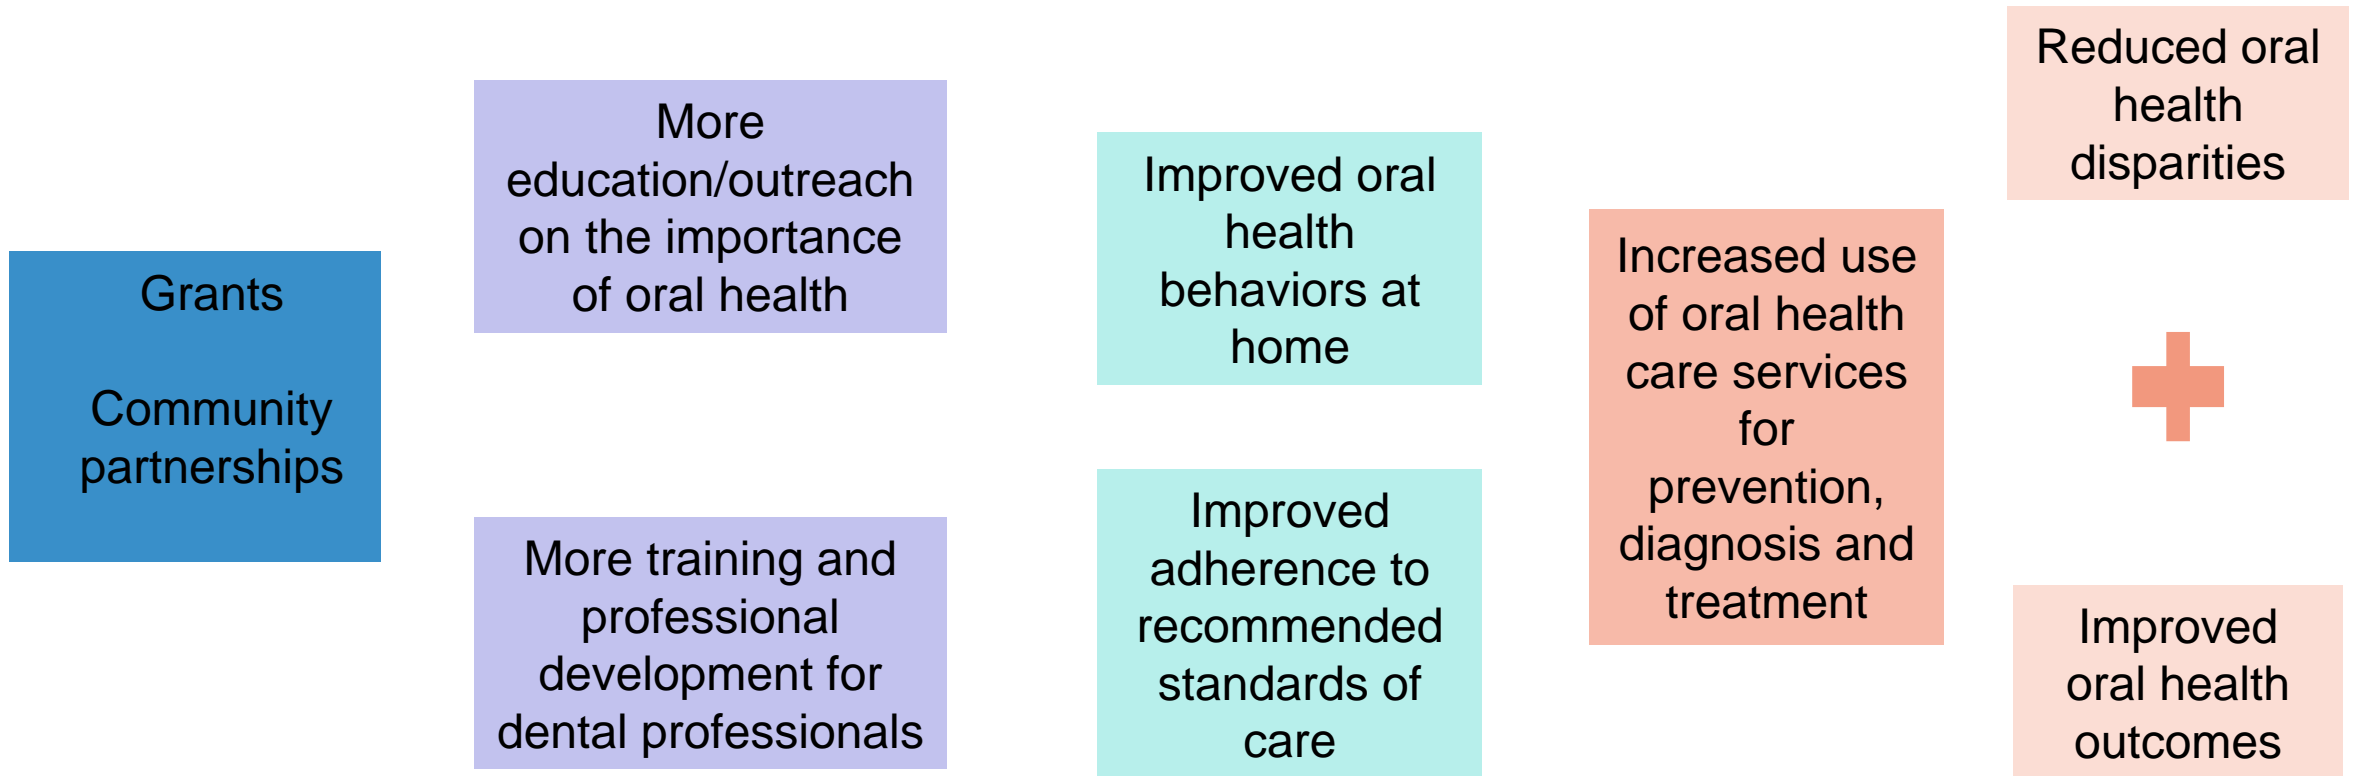 Grants
Community
partnerships
More
education/outreach
on the importance
of oral health
More training and
professional
development for
dental professionals
Improved oral
health
behaviors at
home
Improved
adherence to
recommended
standards of
care
Increased use
of oral health
care services
for
prevention,
diagnosis and
treatment
Reduced oral
health
disparities
Improved
oral health
outcomes